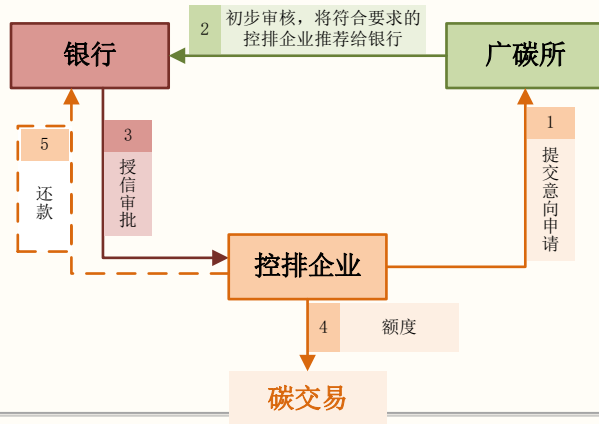 2
初步审核，将符合要求的
控排企业推荐给银行
银行
广碳所
3
授信审批
1
提交意向申请
5
还款
控排企业
4
额度
碳交易